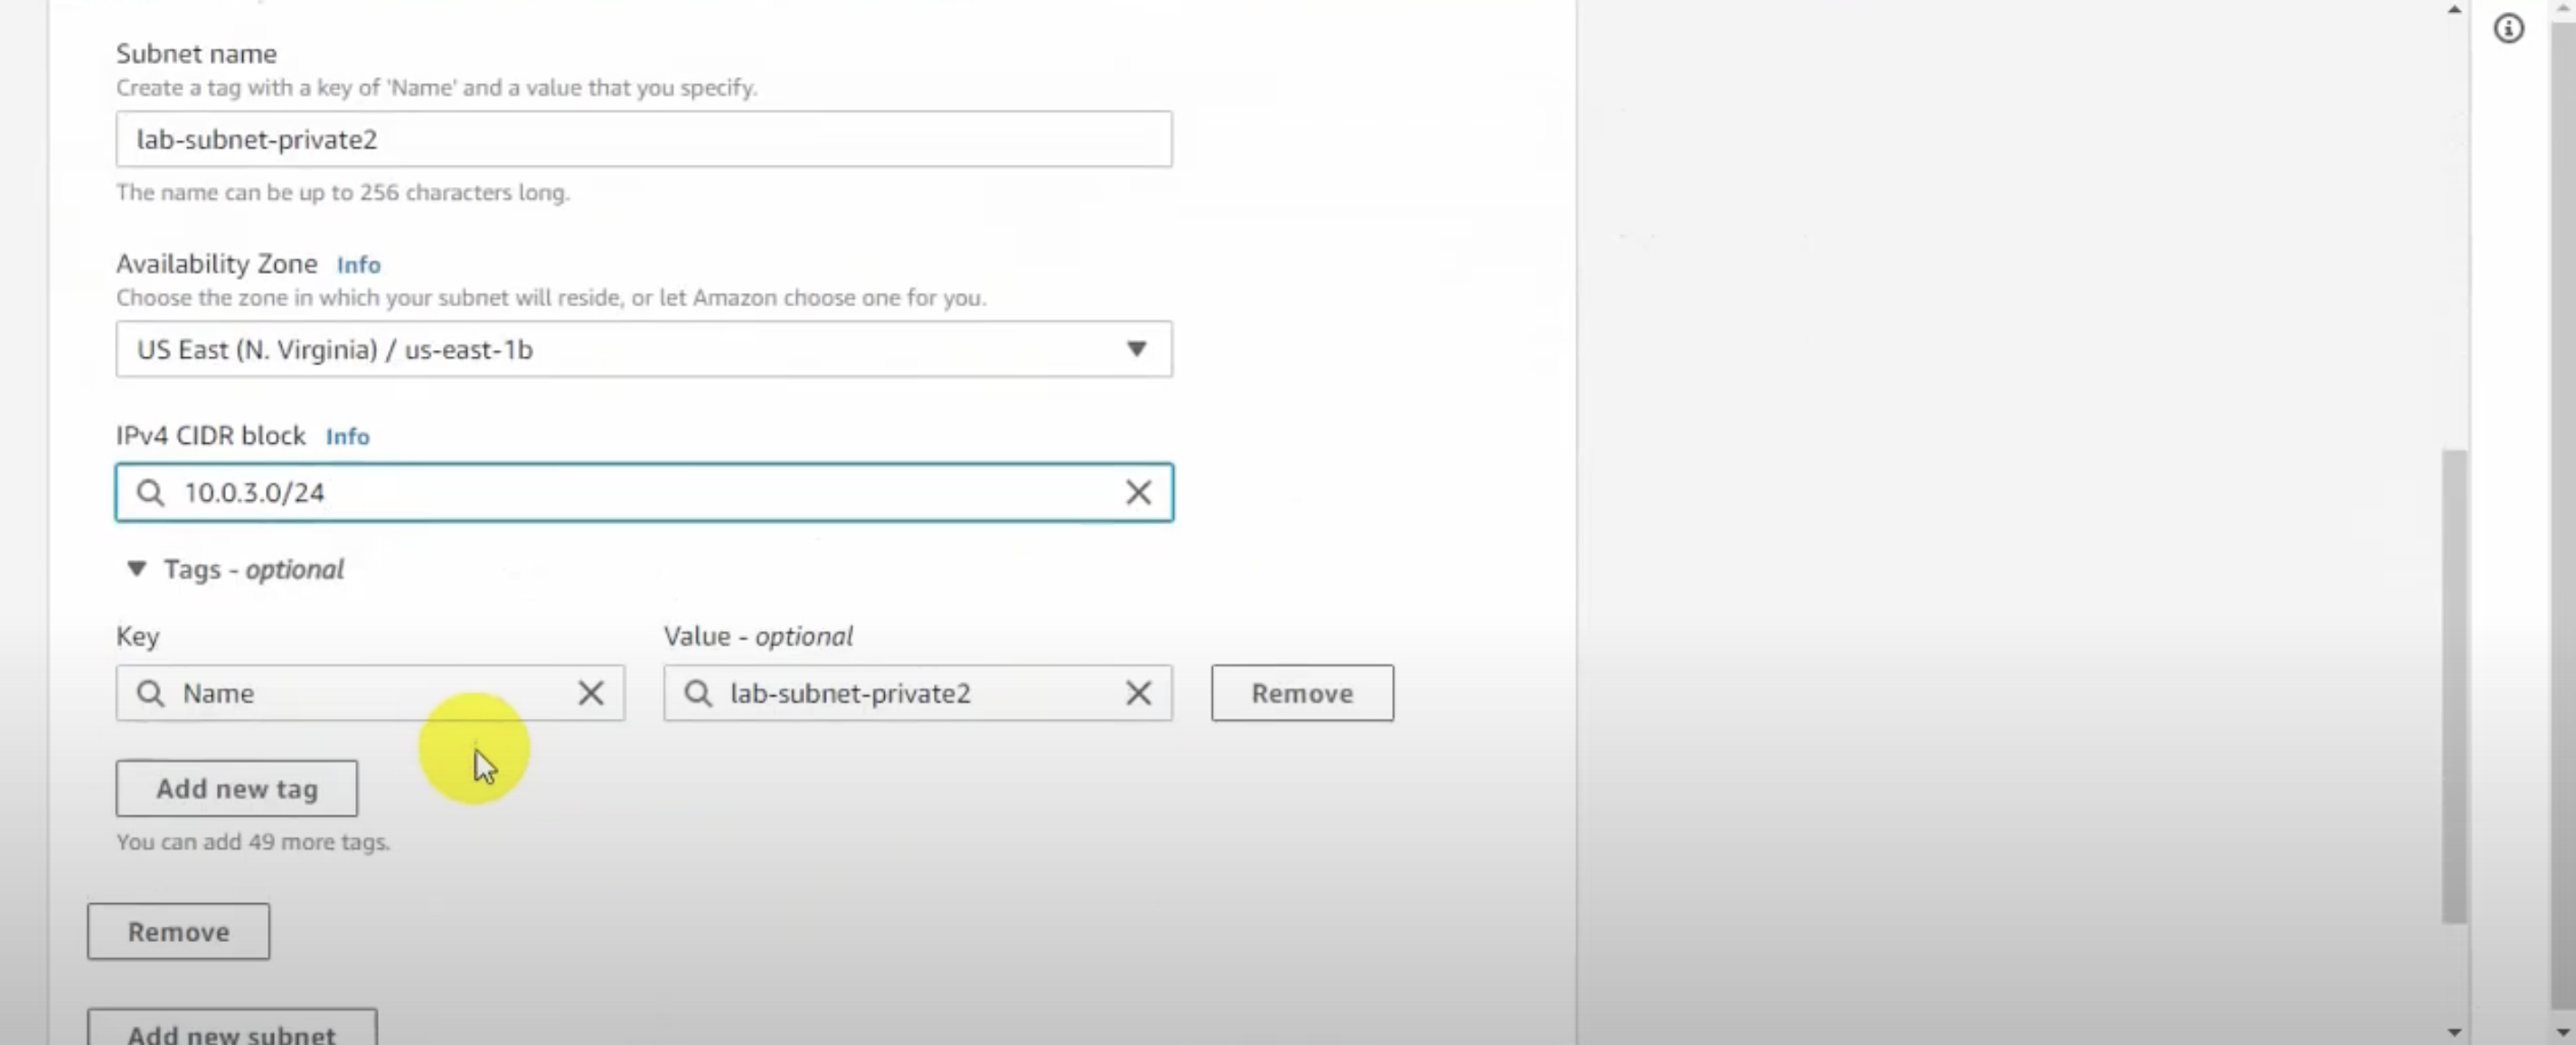 Subnet name
Create a tag with a key of 'Name' and a value that you specify.
lab-subnet-private2
The name can be up to 256 characters long.
Availability Zone Info
Choose the zone in which your subnet will reside, or let Amazon choose one for you.
US East (N. Virginia) / us-east-1b
IPv4 CIDR block Info
10.0.3.0/24
Tags - optional
Key Value - optional
Name lab-subnet-private2 Remove
Add new tag
You can add 49 more tags.
Remove
Add new subnet